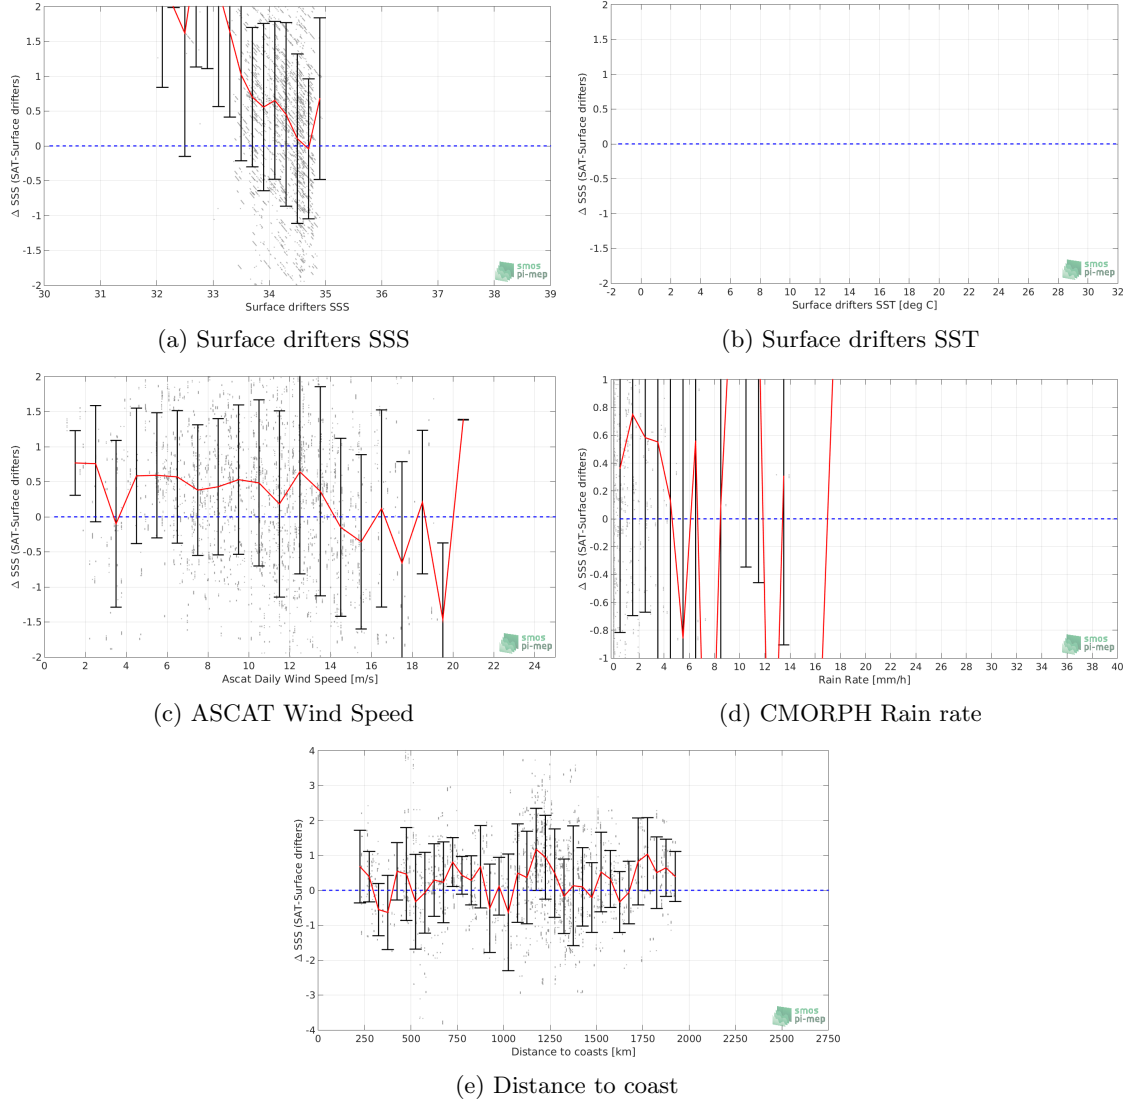 2
1.5
1
0.5
0
-0.5
-1
-1.5
-2
Δ SSS (SAT-Surface drifters)
30 31 32 33 34 35 36 37 38 39
Surface drifters SSS
smos
pi-mep
(a) Surface drifters SSS
2
1.5
1
0.5
0
-0.5
-1
-1.5
-2
Δ SSS (SAT-Surface drifters)
-2 0 2 4 6 8 10 12 14 16 18 20 22 24 26 28 30 32
Surface drifters SST [deg C]
smos
pi-mep
(b) Surface drifters SST
2
1.5
1
0.5
0
-0.5
-1
-1.5
-2
Δ SSS (SAT-Surface drifters)
0 2 4 6 8 10 12 14 16 18 20 22 24
Ascat Daily Wind Speed [m/s]
smos
pi-mep
(c) ASCAT Wind Speed
1
0.8
0.6
0.4
0.2
0
-0.2
-0.4
-0.6
-0.8
-1
Δ SSS (SAT-Surface drifters)
0 2 4 6 8 10 12 14 16 18 20 22 24 26 28 30 32 34 36 38 40
Rain Rate [mm/h]
smos
pi-mep
(d) CMORPH Rain rate
4
3
2
1
0
-1
-2
-3
-4
Δ SSS (SAT-Surface drifters)
0 250 500 750 1000 1250 1500 1750 2000 2250 2500 2750
Distance to coasts [km]
smos
pi-mep
(e) Distance to coast